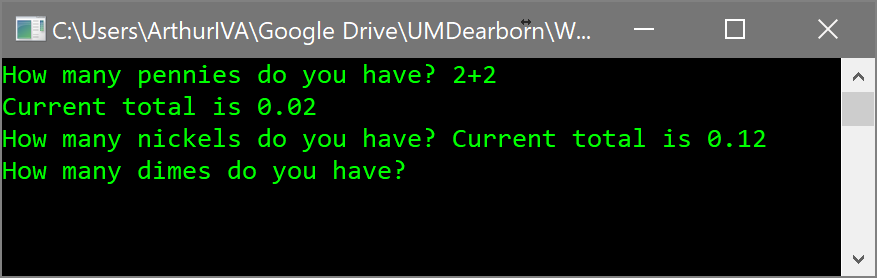 C:\Users\ArthurIVA\Google Drive\UMDearborn\W...
How many pennies do you have? 2+2
Current total is 0.02
How many nickels do you have? Current total is 0.12
How many dimes do you have?